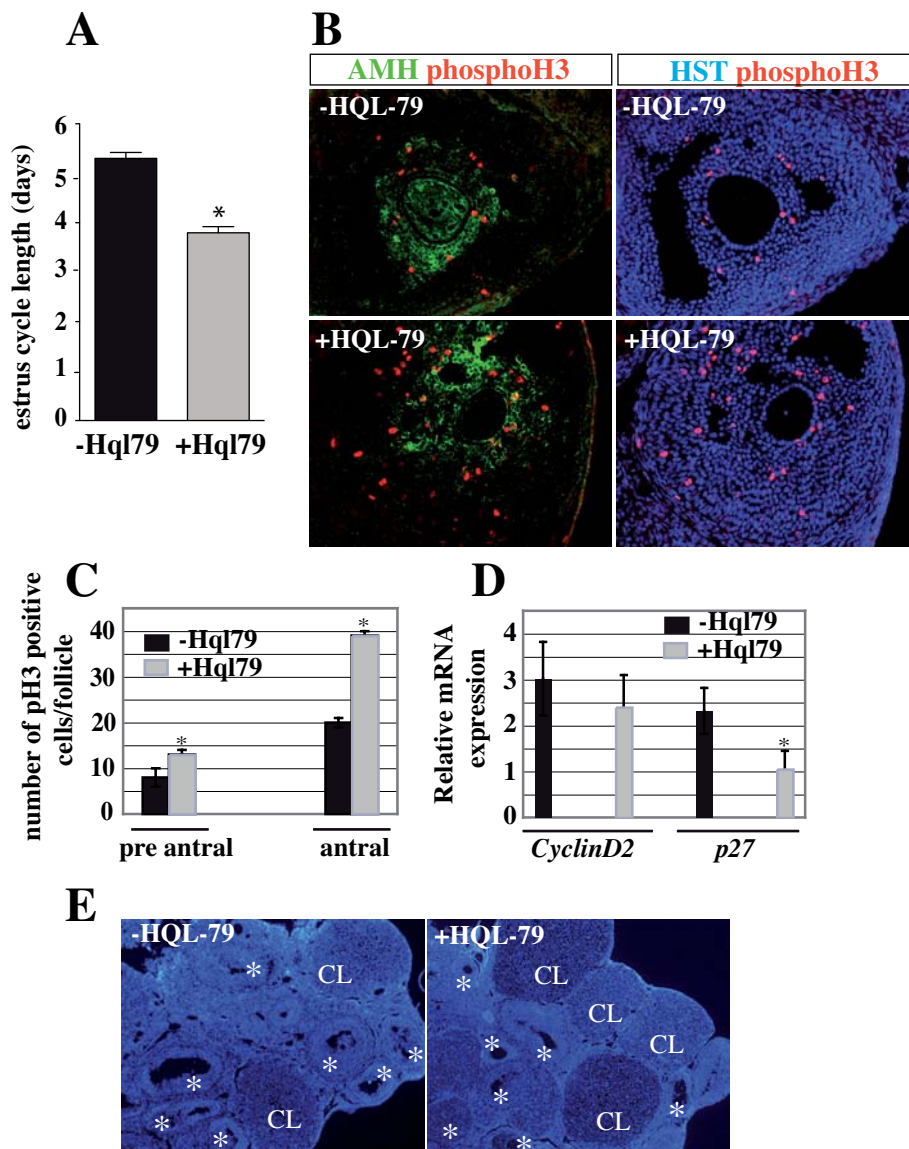 A
estrus cycle length (days)
6
5
4
3
2
1
0
-Hql79 +Hql79
*
B
AMH phosphoH3
HST phosphoH3
-HQL-79
-HQL-79
+HQL-79
+HQL-79
C
number of pH3 positive
cells/follicle
40
30
20
10
0
-Hql79
+Hql79
*
*
pre antral
antral
D
Relative mRNA
expression
4
3
2
1
0
-Hql79
+Hql79
*
CyclinD2
p27
E
-HQL-79
* CL
* *
* *
* * CL
*
+HQL-79
CL
*
CL
* * CL
* *
CL
*